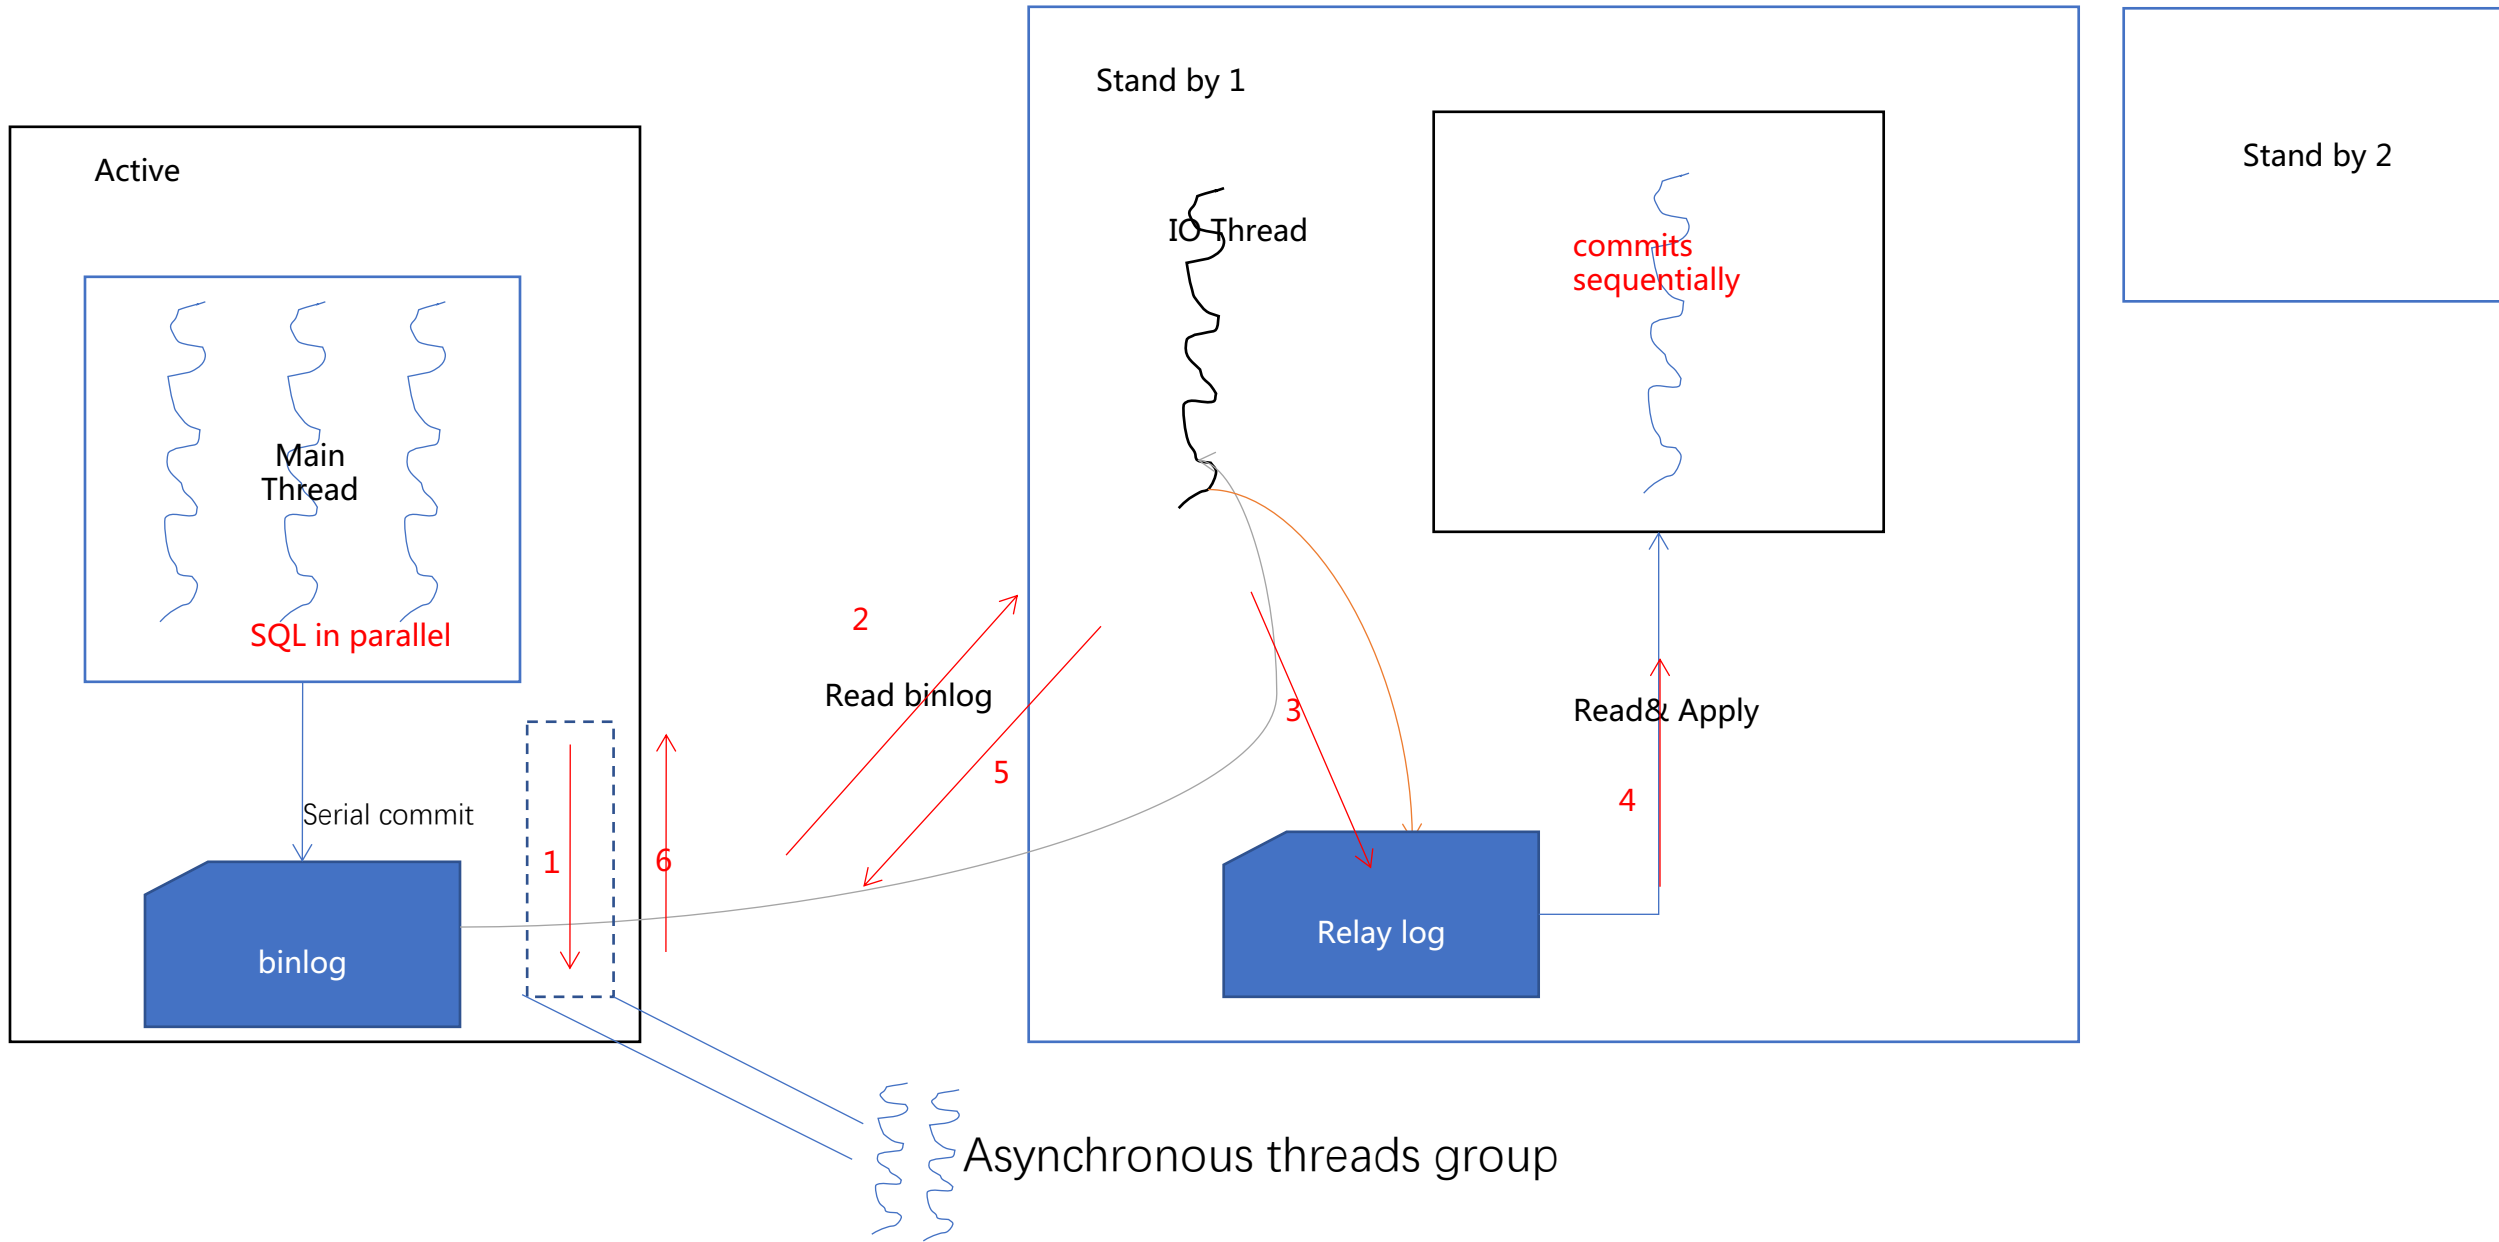 Stand by 1
Stand by 2
Active
IO Thread
commits
sequentially
Main
Thread
SQL in parallel
2
Read binlog
3
Read& Apply
5
4
Serial commit
1
6
binlog
Relay log
Asynchronous threads group